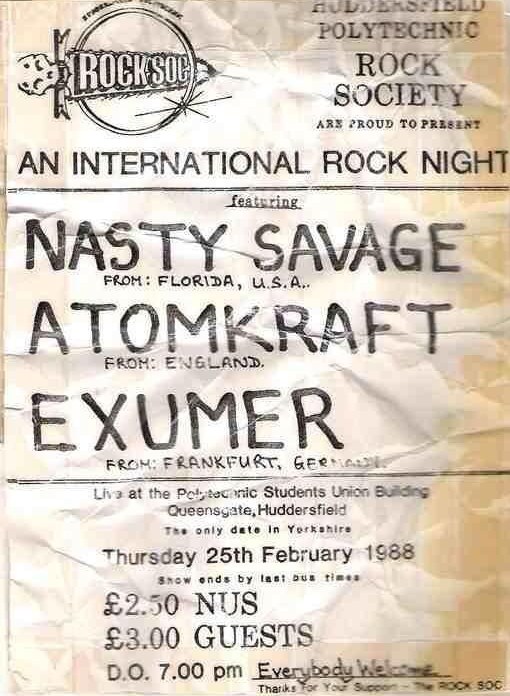 ROCK SOC
HUDDERSFIELD
POLYTECHNIC
ROCK
SOCIETY
ARE PROUD TO PRESENT
AN INTERNATIONAL ROCK NIGHT
featuring
NASTY SAVAGE
FROM: FLORIDA, U.S.A..
ATOMKRAFT
FROM: ENGLAND.
EXUMER
FROM: FRANKFURT, GERMANY.
Live at the Polytechnic Students Union Building
Queensgate, Huddersfield
The only date in Yorkshire
Thursday 25th February 1988
Show ends by last bus times
£2.50 NUS
£3.00 GUESTS
D.O. 7.00 pm Everybody Welcome
Thanks For Your Support - The ROCK SOC